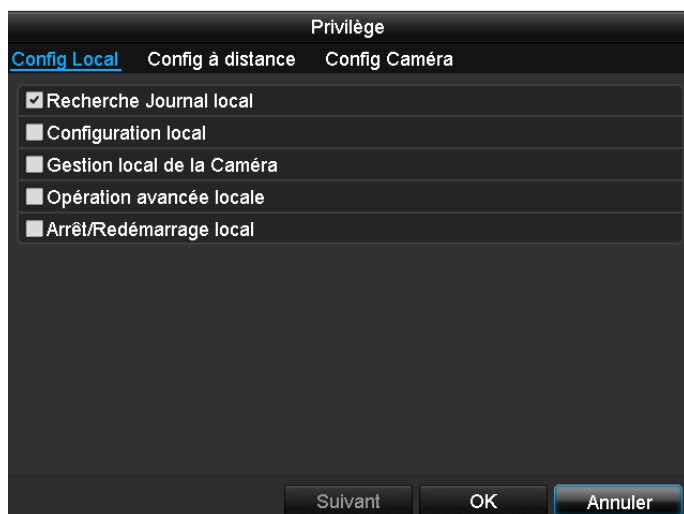 Privilège
Config Local Config à distance Config Caméra
Recherche Journal local
Configuration local
Gestion local de la Caméra
Opération avancée locale
Arrêt/Redémarrage local
Suivant OK Annuler